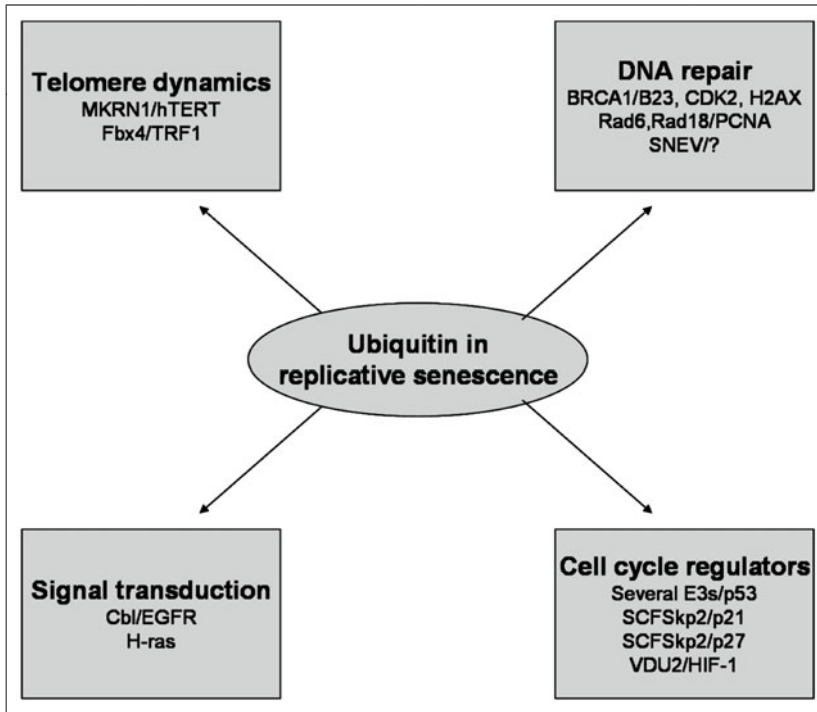 Telomere dynamics
MKRN1/hTERT
Fbx4/TRF1
DNA repair
BRCA1/B23, CDK2, H2AX
Rad6,Rad18/PCNA
SNEV/?
Ubiquitin in
replicative senescence
Signal transduction
Cbl/EGFR
H-ras
Cell cycle regulators
Several E3s/p53
SCFSkp2/p21
SCFSkp2/p27
VDU2/HIF-1